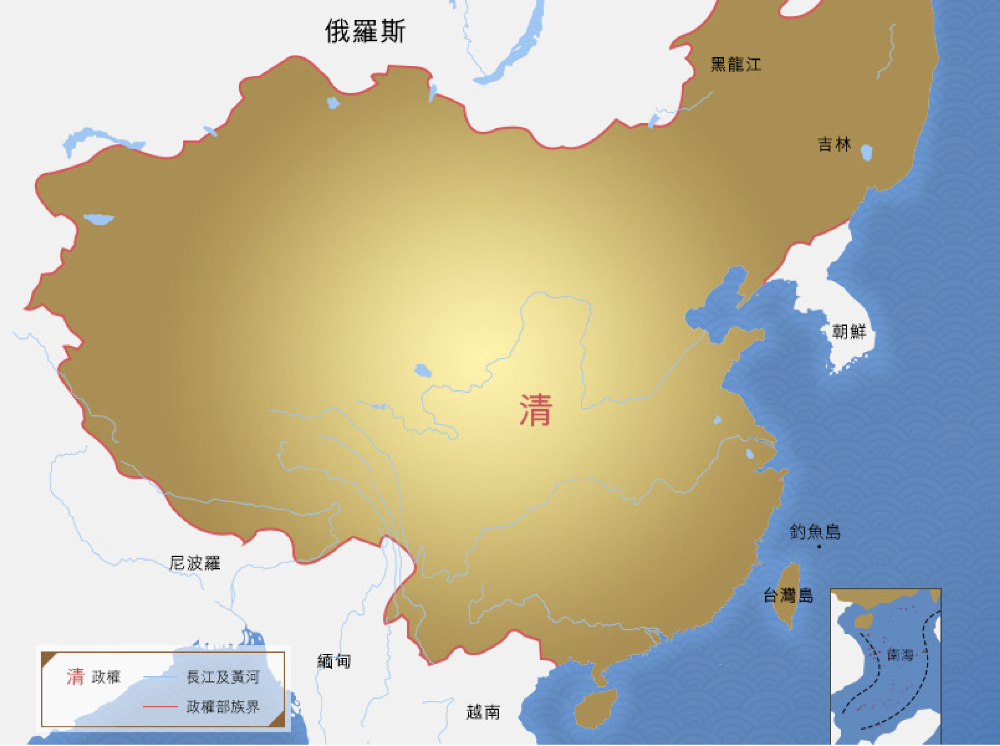 俄羅斯
黑龍江
吉林
朝鮮
清
釣魚島
台灣島
尼波羅
緬甸
越南
南海
清 政權
長江及黃河
政權部族界